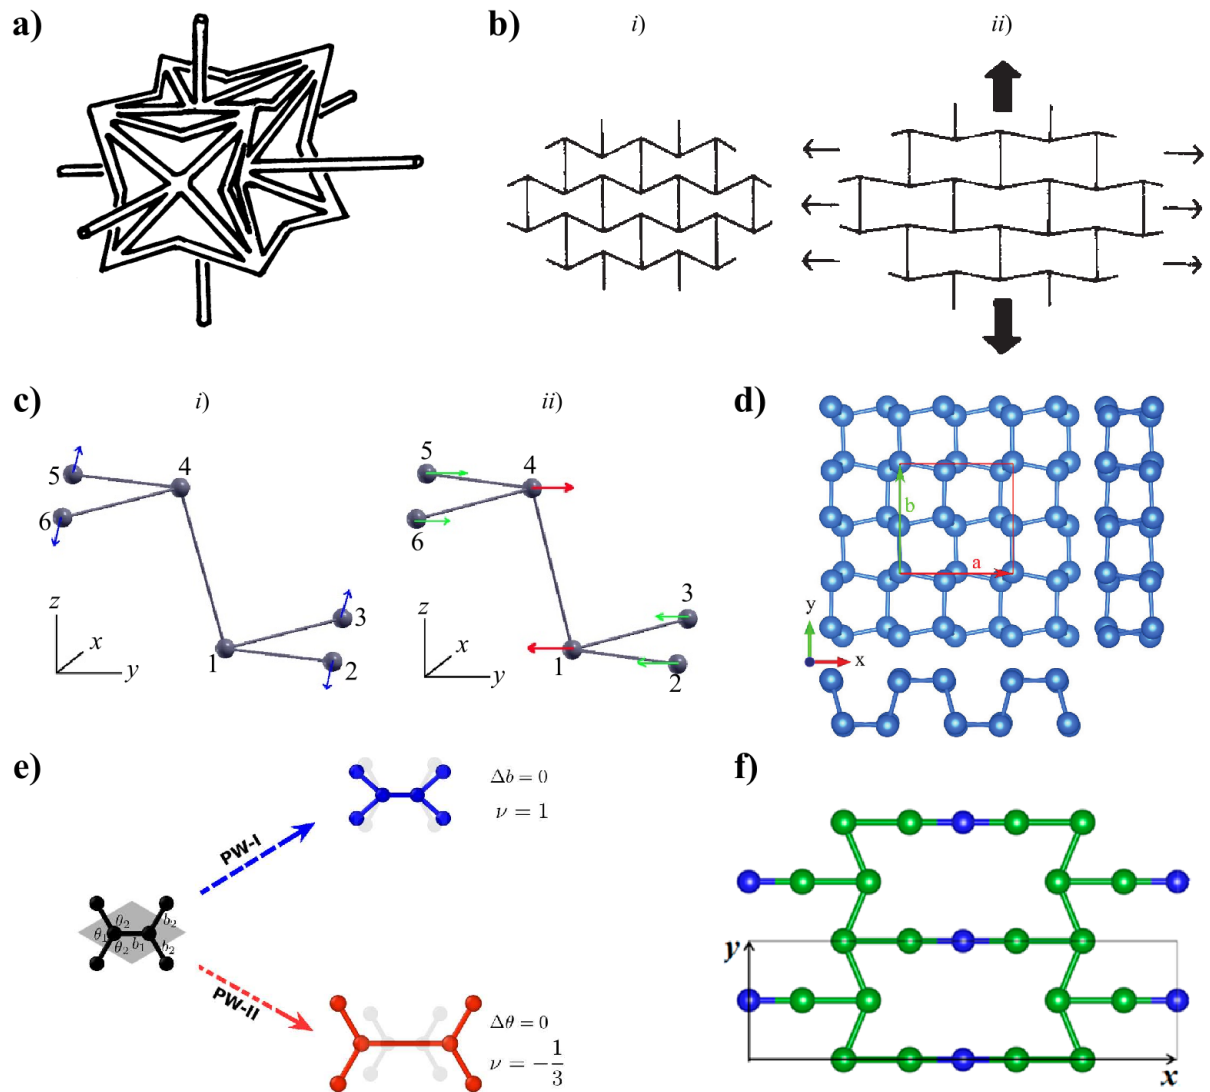 a)
b)
i)
ii)
c)
i)
ii)
5
4
6
3
1
2
z
x
y
5
4
6
3
1
2
z
x
y
d)
b
a
y
x
e)
PW-I
Δb = 0
ν = 1
θ₂
b₂
θ₁
θ₂
b₁
b₂
PW-II
Δθ = 0
ν = −1/3
f)
y
x